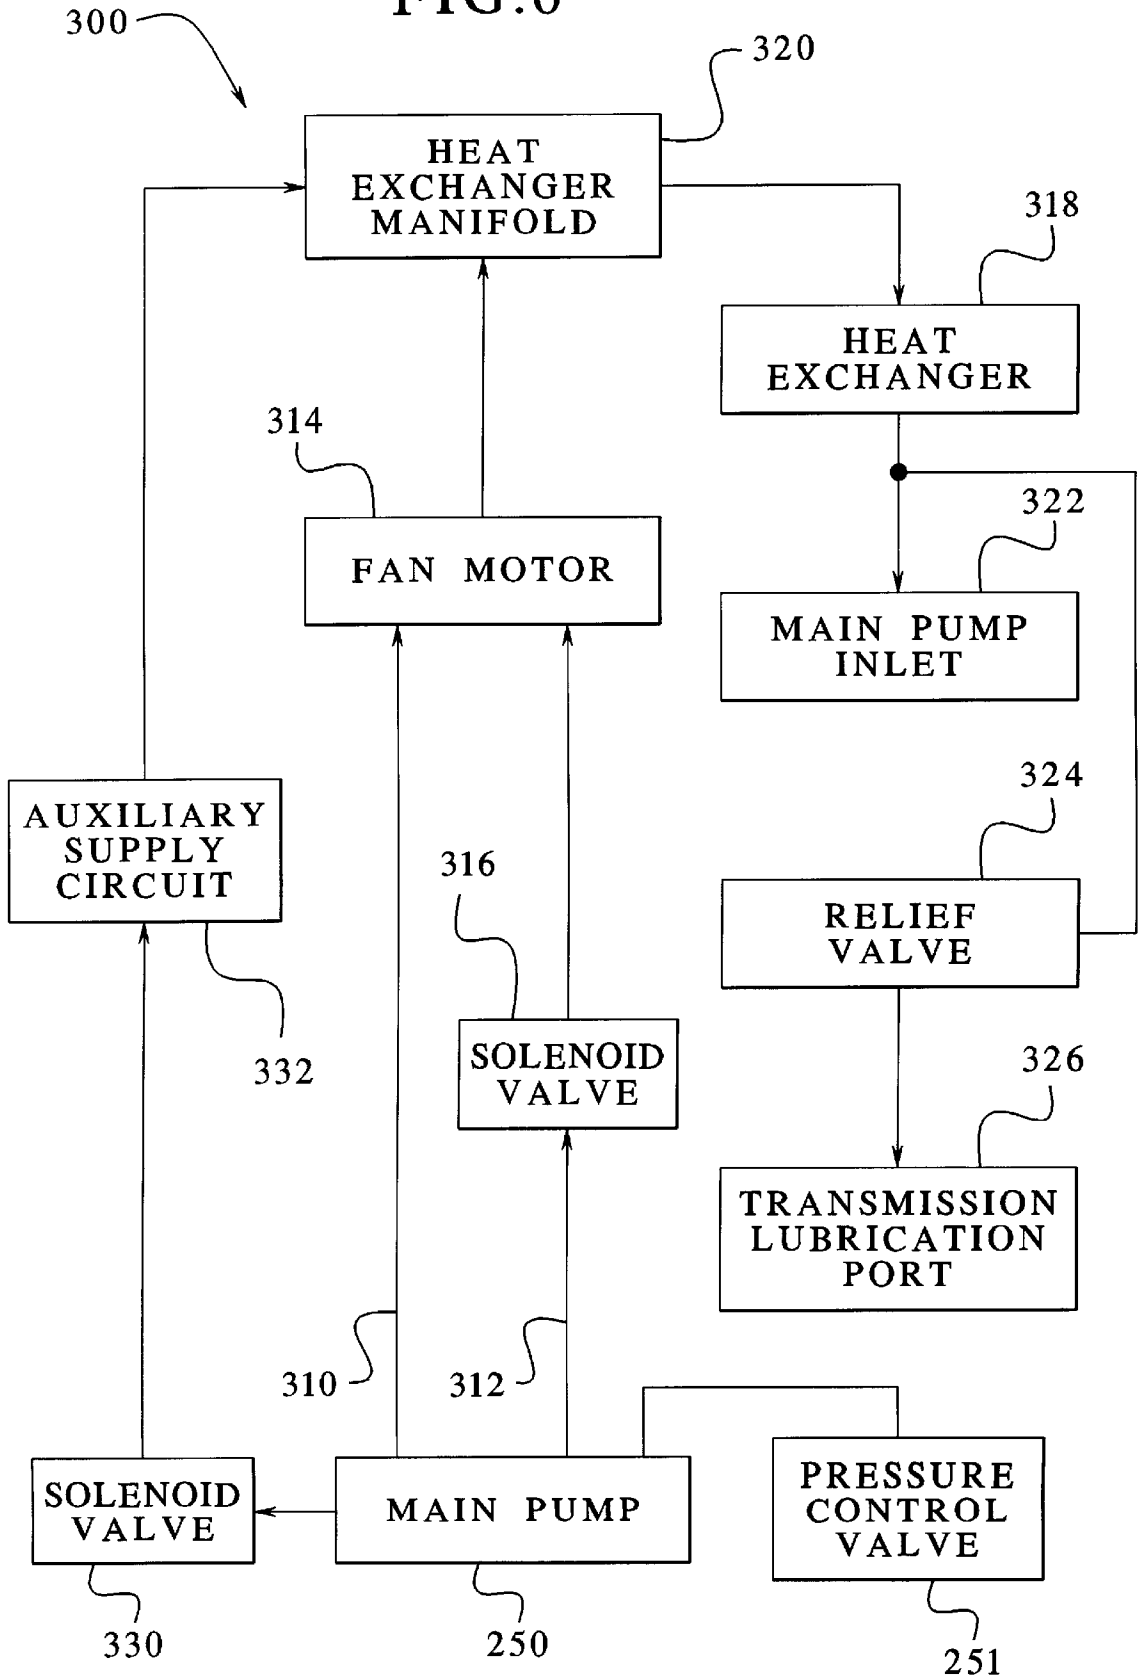 FIG.6
300
320
HEAT
EXCHANGER
MANIFOLD
318
HEAT
EXCHANGER
314
322
FAN MOTOR
MAIN PUMP
INLET
324
AUXILIARY
SUPPLY
CIRCUIT
316
RELIEF
VALVE
332
SOLENOID
VALVE
326
TRANSMISSION
LUBRICATION
PORT
310
312
SOLENOID
VALVE
MAIN PUMP
PRESSURE
CONTROL
VALVE
330
250
251